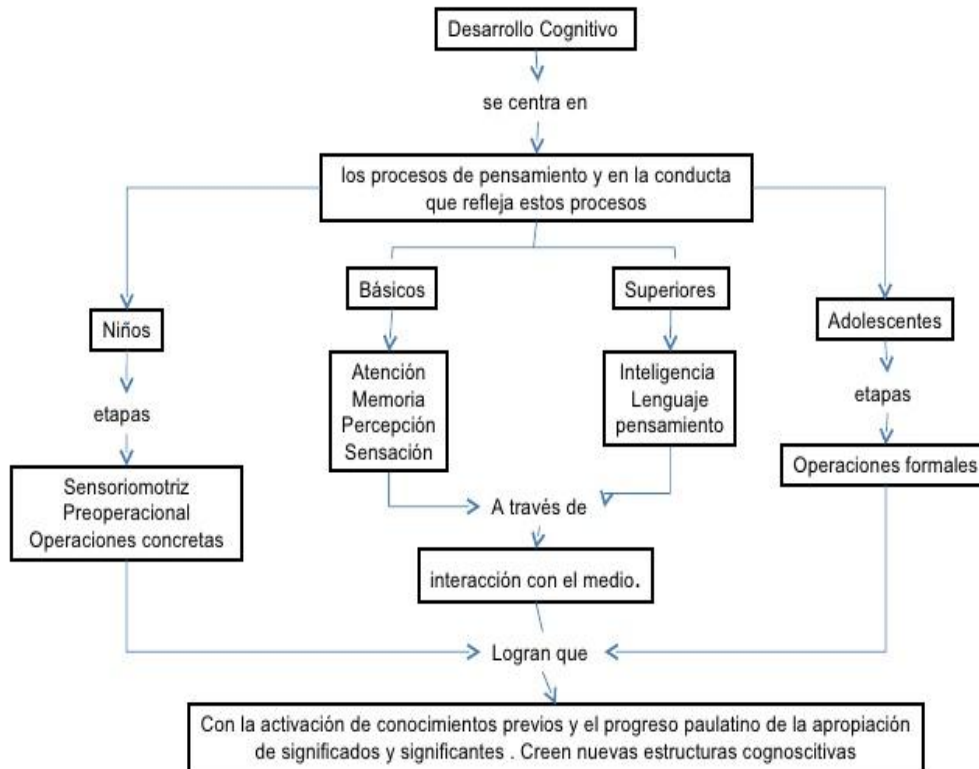 Desarrollo Cognitivo
se centra en
los procesos de pensamiento y en la conducta
que refleja estos procesos
Básicos
Superiores
Niños
Adolescentes
Atención
Memoria
Percepción
Sensación
Inteligencia
Lenguaje
pensamiento
etapas
etapas
Sensoriomotriz
Preoperacional
Operaciones concretas
Operaciones formales
A través de
interacción con el medio.
Logran que
Con la activación de conocimientos previos y el progreso paulatino de la apropiación
de significados y significantes . Creen nuevas estructuras cognoscitivas